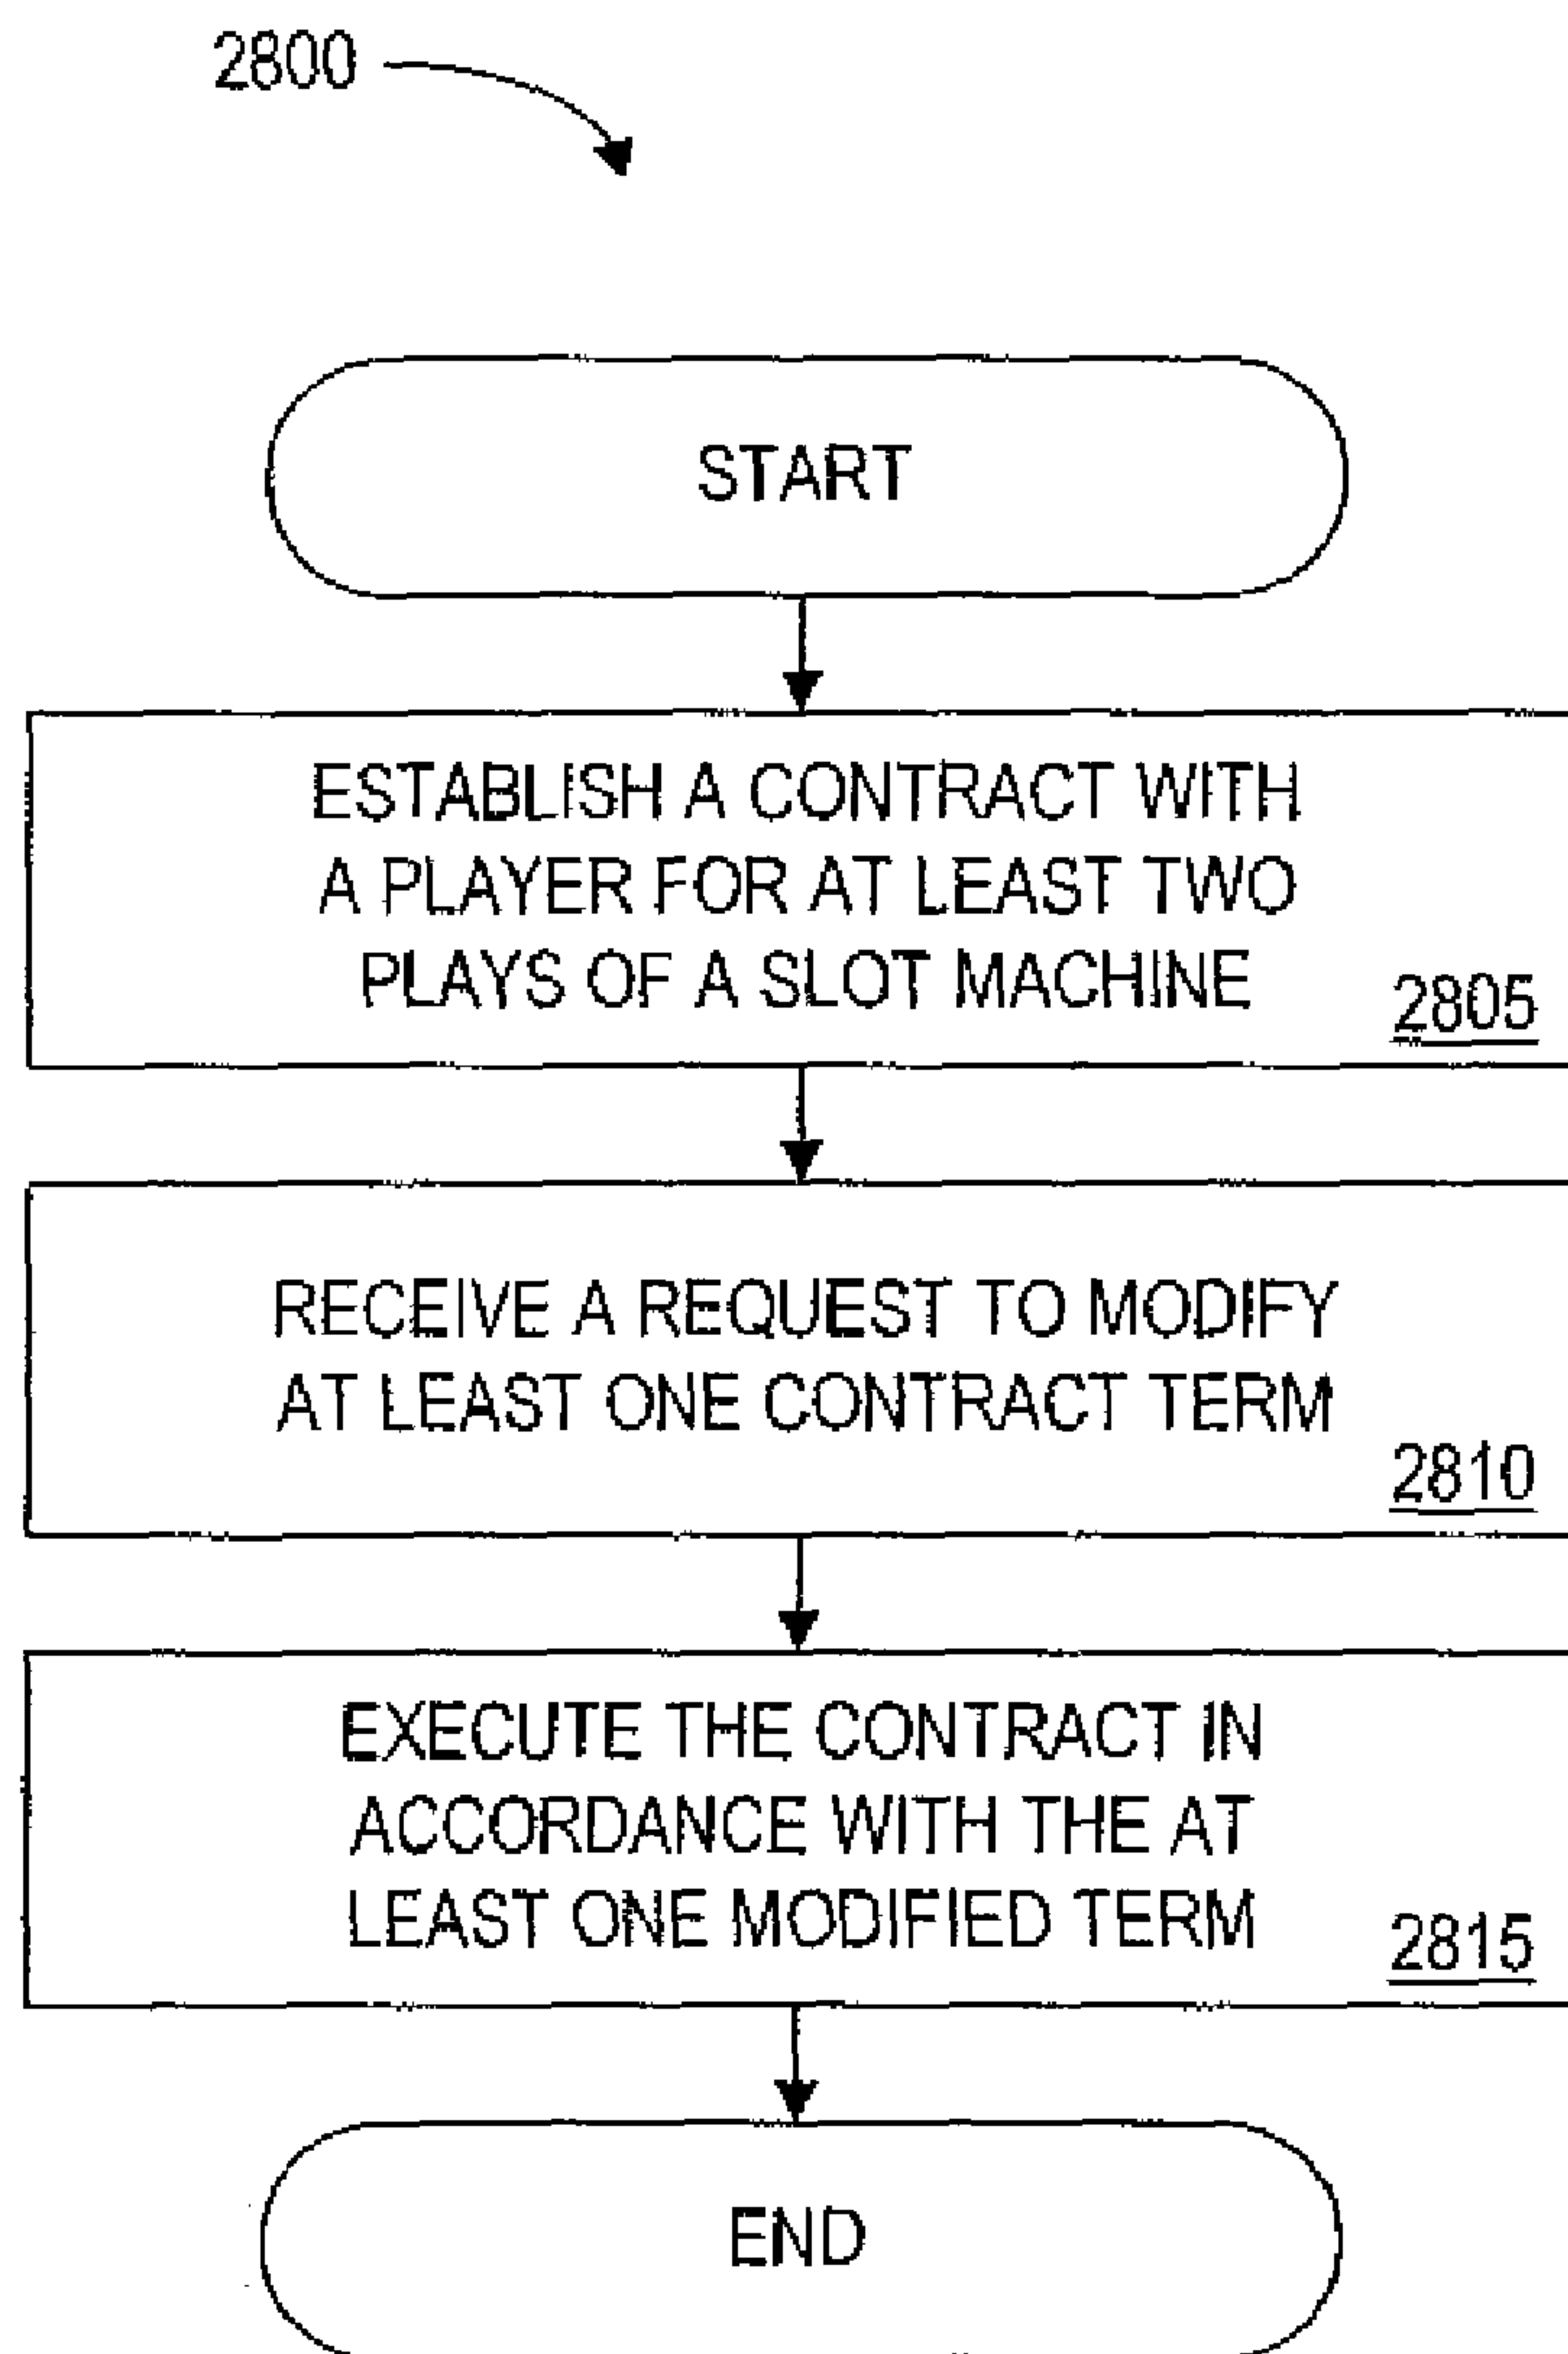 2800
START
ESTABLISH A CONTRACT WITH
A PLAYER FOR AT LEAST TWO
PLAYS OF A SLOT MACHINE
2805
RECEIVE A REQUEST TO MODIFY
AT LEAST ONE CONTRACT TERM
2810
EXECUTE THE CONTRACT IN
ACCORDANCE WITH THE AT
LEAST ONE MODIFIED TERM
2815
END